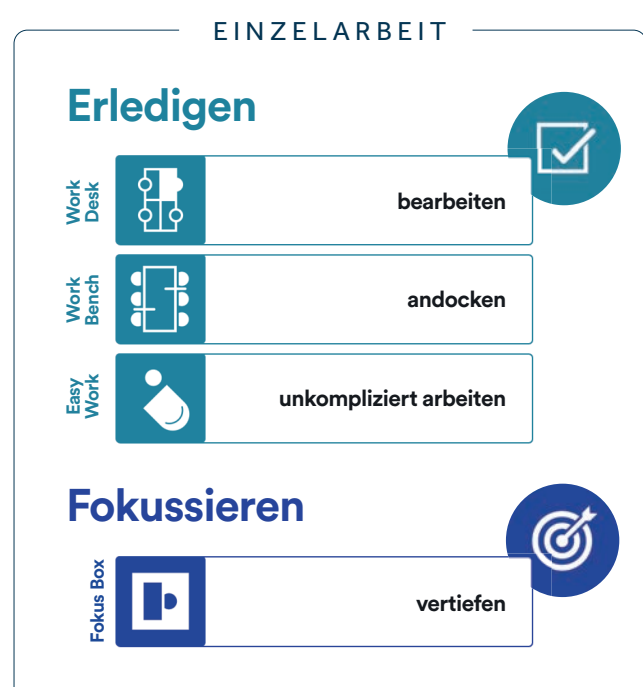 EINZELARBEIT
Erledigen
Work
Desk
bearbeiten
Work
Bench
andocken
Easy
Work
unkompliziert arbeiten
Fokussieren
Fokus Box
vertiefen